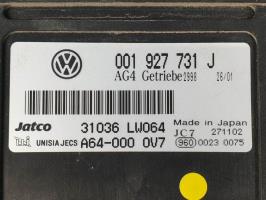 001 927 731 J
AG4 Getriebe 2998 26/01
Jatco 31036 LW064 Made in Japan
JC7 271102
UNISIA JECS A64-000 0V7 960 0023 0075